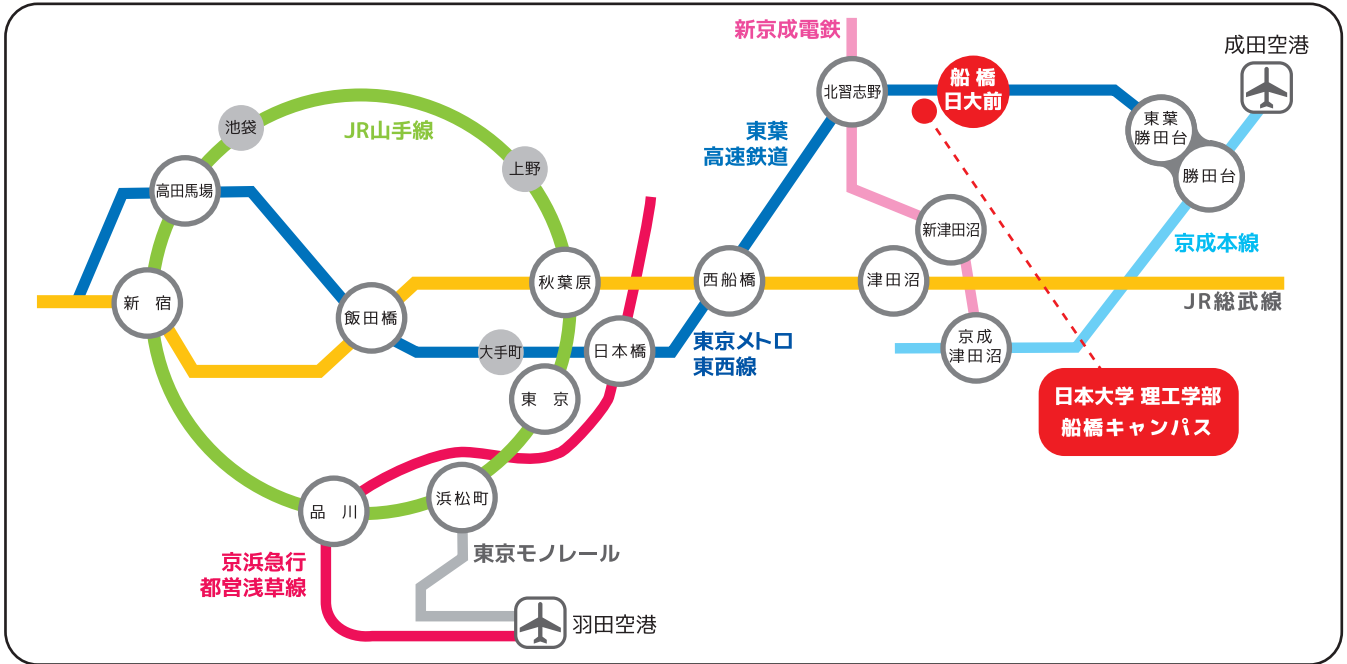 新京成電鉄
成田空港
船 橋
日大前
北習志野
池袋
JR山手線
東葉
高速鉄道
東葉
勝田台
上野
高田馬場
勝田台
新津田沼
京成本線
秋葉原
西船橋
津田沼
新 宿
JR総武線
飯田橋
大手町
日本橋
東京メトロ
東西線
京成
津田沼
東 京
日本大学 理工学部
船橋キャンパス
浜松町
品 川
京浜急行
都営浅草線
東京モノレール
羽田空港